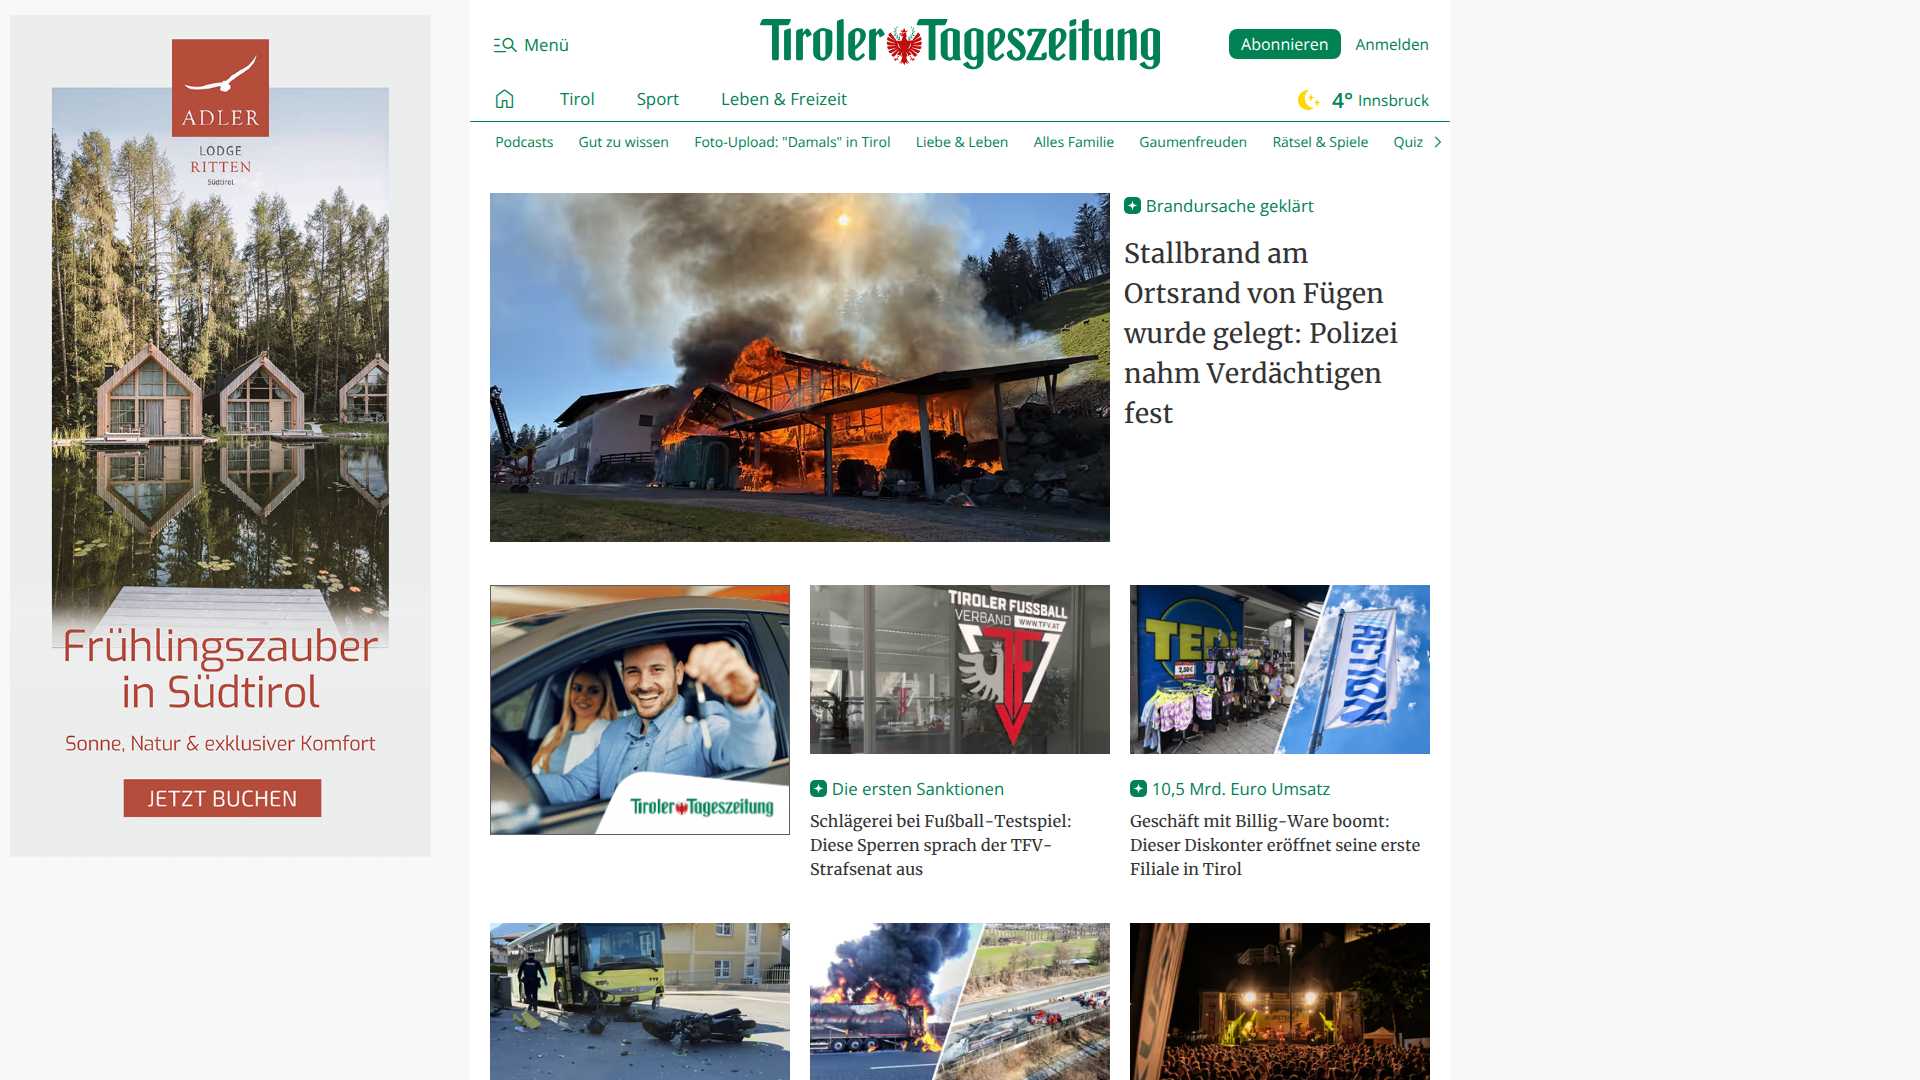 ADLER
LODGE
RITTEN
Südtirol
Frühlingszauber
in Südtirol
Sonne, Natur & exklusiver Komfort
JETZT BUCHEN
Menü
Tiroler Tageszeitung
Abonnieren
Anmelden
Tirol
Sport
Leben & Freizeit
4° Innsbruck
Podcasts
Gut zu wissen
Foto-Upload: "Damals" in Tirol
Liebe & Leben
Alles Familie
Gaumenfreuden
Rätsel & Spiele
Quiz
Brandursache geklärt
Stallbrand am
Ortsrand von Fügen
wurde gelegt: Polizei
nahm Verdächtigen
fest
Tiroler Tageszeitung
TIROLER FUSSBALL
VERBAND WWW.TFV.AT
TFV
Die ersten Sanktionen
Schlägerei bei Fußball-Testspiel:
Diese Sperren sprach der TFV-
Strafsenat aus
TEDi
ACTION
10,5 Mrd. Euro Umsatz
Geschäft mit Billig-Ware boomt:
Dieser Diskonter eröffnet seine erste
Filiale in Tirol